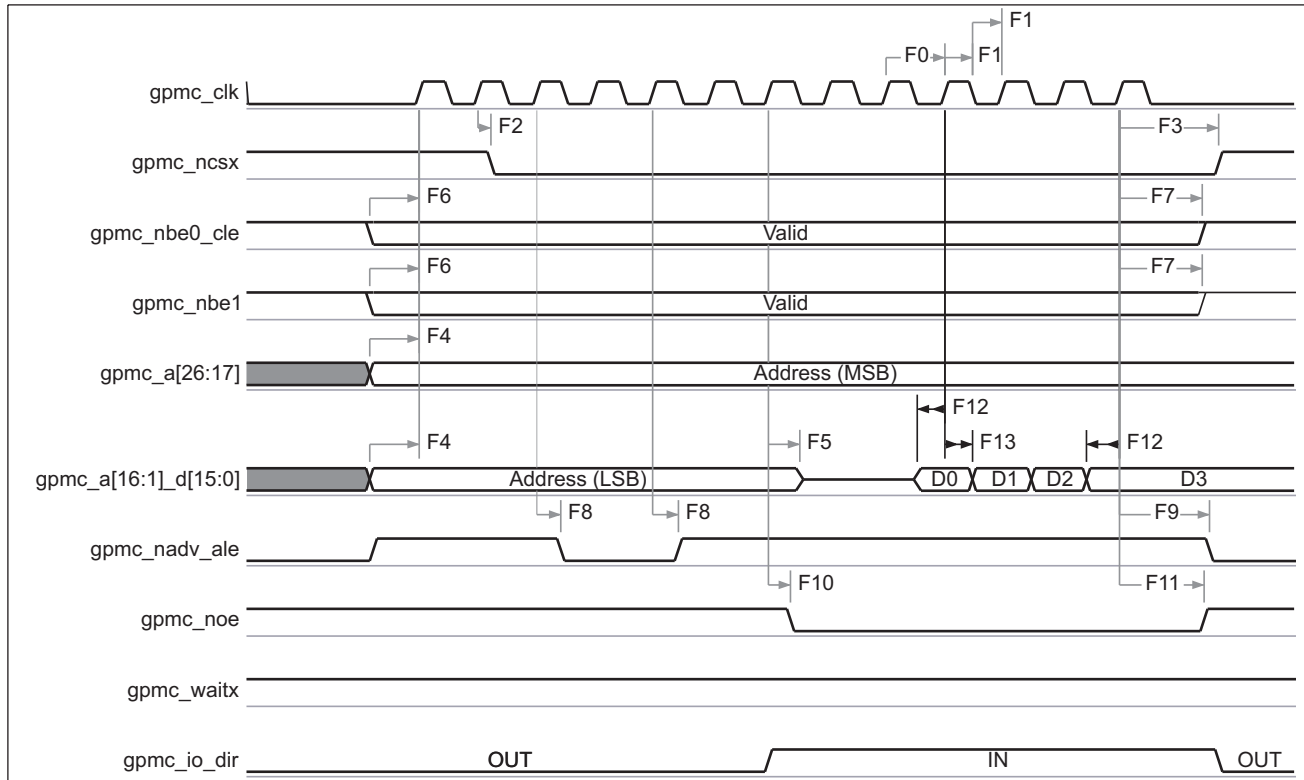 F1
F0 F1
gpmc_clk
F2 F3
gpmc_ncsx
F6 F7
gpmc_nbe0_cle Valid
F6 F7
gpmc_nbe1 Valid
F4
gpmc_a[26:17] Address (MSB)
F12
F4 F5 F13 F12
gpmc_a[16:1]_d[15:0] Address (LSB) D0 D1 D2 D3
F8 F8 F9
gpmc_nadv_ale
F10 F11
gpmc_noe
gpmc_waitx
gpmc_io_dir OUT IN OUT